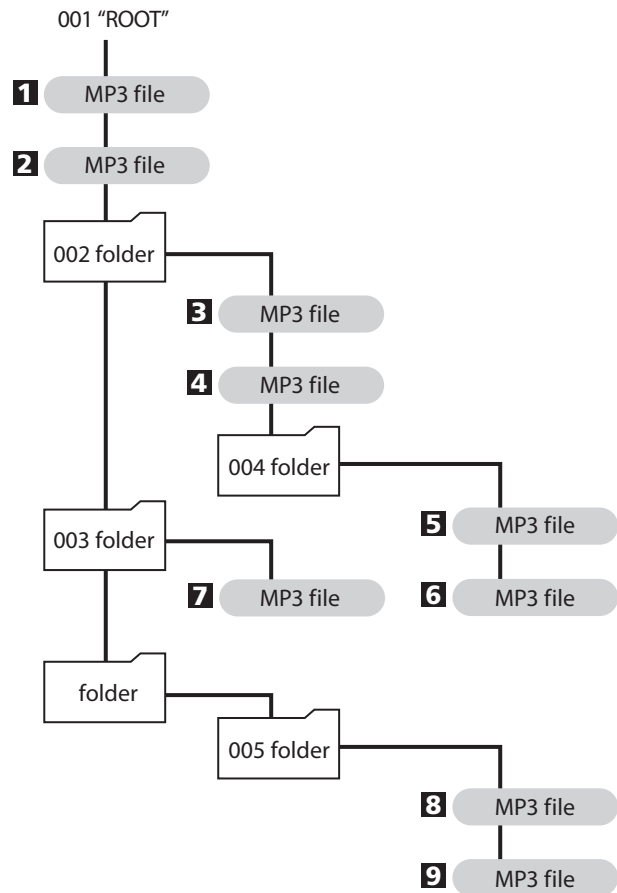 001 “ROOT”
1 MP3 file
2 MP3 file
002 folder
3 MP3 file
4 MP3 file
004 folder
5 MP3 file
003 folder
7 MP3 file
6 MP3 file
folder
005 folder
8 MP3 file
9 MP3 file